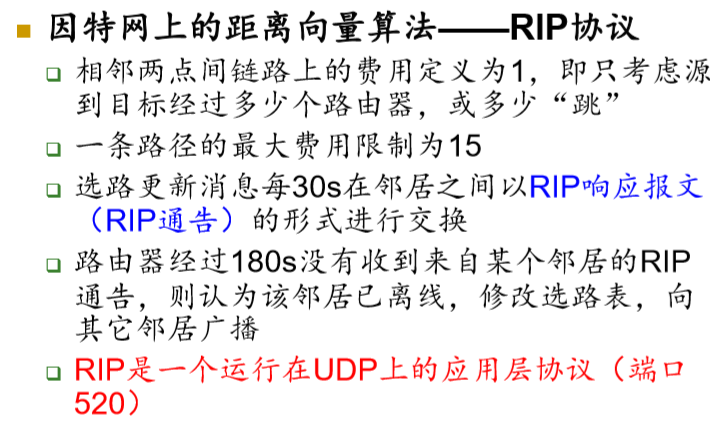 因特网上的距离向量算法——RIP协议
相邻两点间链路上的费用定义为1，即只考虑源
到目标经过多少个路由器，或多少“跳”
一条路径的最大费用限制为15
选路更新消息每30s在邻居之间以RIP响应报文
（RIP通告）的形式进行交换
路由器经过180s没有收到来自某个邻居的RIP
通告，则认为该邻居已离线，修改选路表，向
其它邻居广播
RIP是一个运行在UDP上的应用层协议（端口
520）